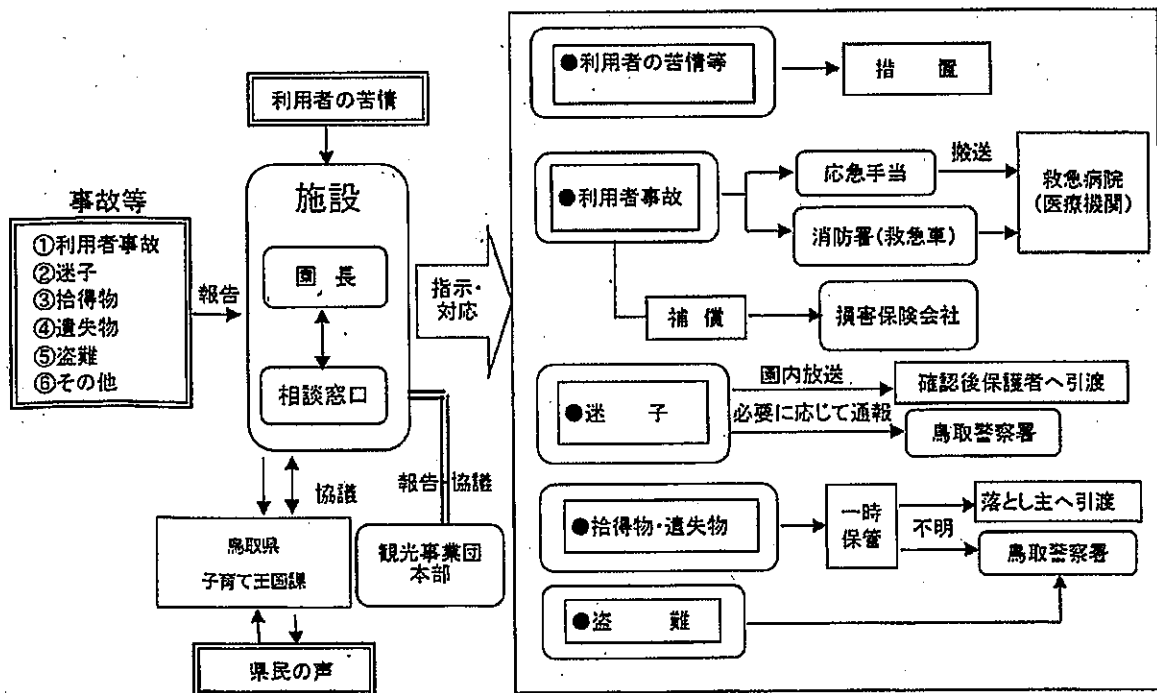 利用者の苦情
事故等
①利用者事故
②迷子
③拾得物
④遺失物
⑤盗難
⑥その他
報告
施設
園 長
相談窓口
指示・
対応
協議
報告・協議
鳥取県
子育て王国課
観光事業団
本部
県民の声
●利用者の苦情等
措 置
●利用者事故
応急手当
搬送
消防署(救急車)
救急病院
(医療機関)
補 償
損害保険会社
●迷 子
園内放送
確認後保護者へ引渡
必要に応じて通報
鳥取警察署
●拾得物・遺失物
一時
保管
落とし主へ引渡
不明
鳥取警察署
●盗 難